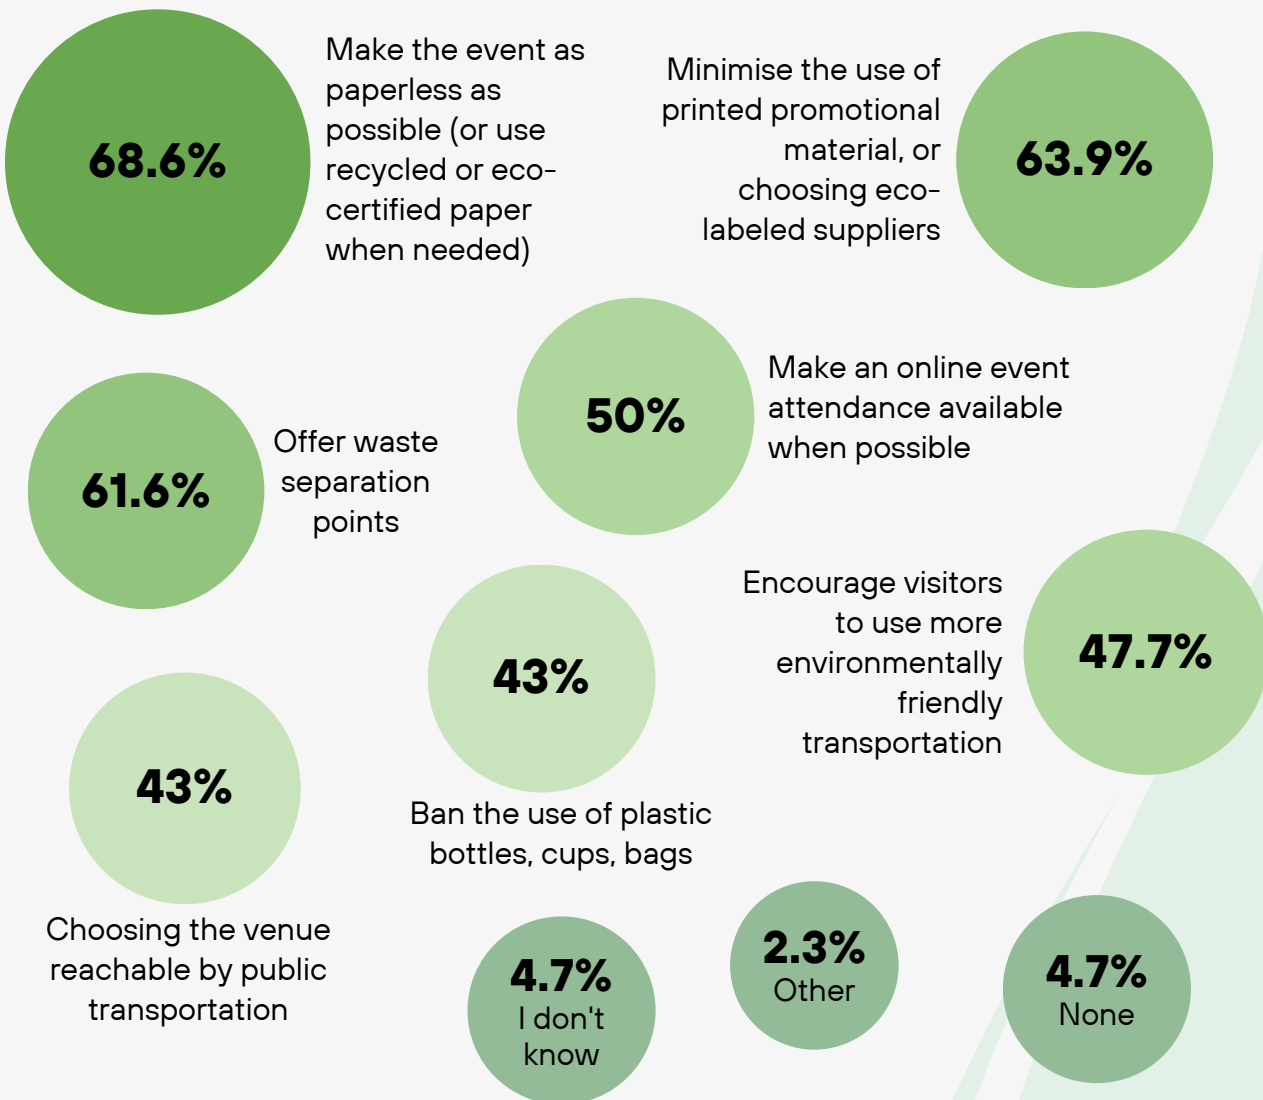 68.6%
Make the event as
paperless as
possible (or use
recycled or eco-
certified paper
when needed)
Minimise the use of
printed promotional
material, or
choosing eco-
labeled suppliers
63.9%
61.6%
Offer waste
separation
points
50%
Make an online event
attendance available
when possible
43%
Ban the use of plastic
bottles, cups, bags
Encourage visitors
to use more
environmentally
friendly
transportation
47.7%
43%
Choosing the venue
reachable by public
transportation
4.7%
I don't
know
2.3%
Other
4.7%
None